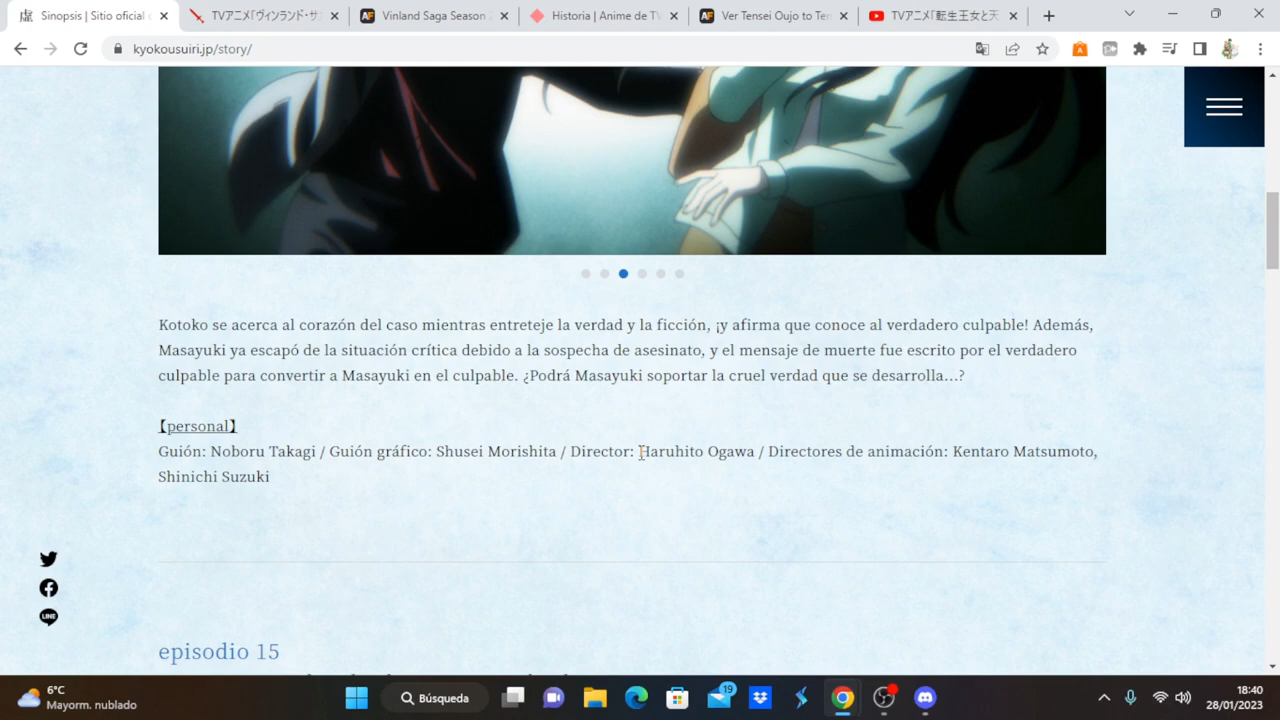 Sinopsis | Sitio oficial
TVアニメ「ヴィンランド・サ
Vinland Saga Season
Historia | Anime de TV
Ver Tensei Oujo to Ten
TVアニメ「転生王女と天
kyokousuiri.jp/story/
Kotoko se acerca al corazón del caso mientras entreteje la verdad y la ficción, ¡y afirma que conoce al verdadero culpable! Además,
Masayuki ya escapó de la situación crítica debido a la sospecha de asesinato, y el mensaje de muerte fue escrito por el verdadero
culpable para convertir a Masayuki en el culpable. ¿Podrá Masayuki soportar la cruel verdad que se desarrolla...?
【personal】
Guión: Noboru Takagi / Guión gráfico: Shusei Morishita / Director: Haruhito Ogawa / Directores de animación: Kentaro Matsumoto,
Shinichi Suzuki
LINE
episodio 15
6°C
Mayorm. nublado
Búsqueda
19
18:40
28/01/2023